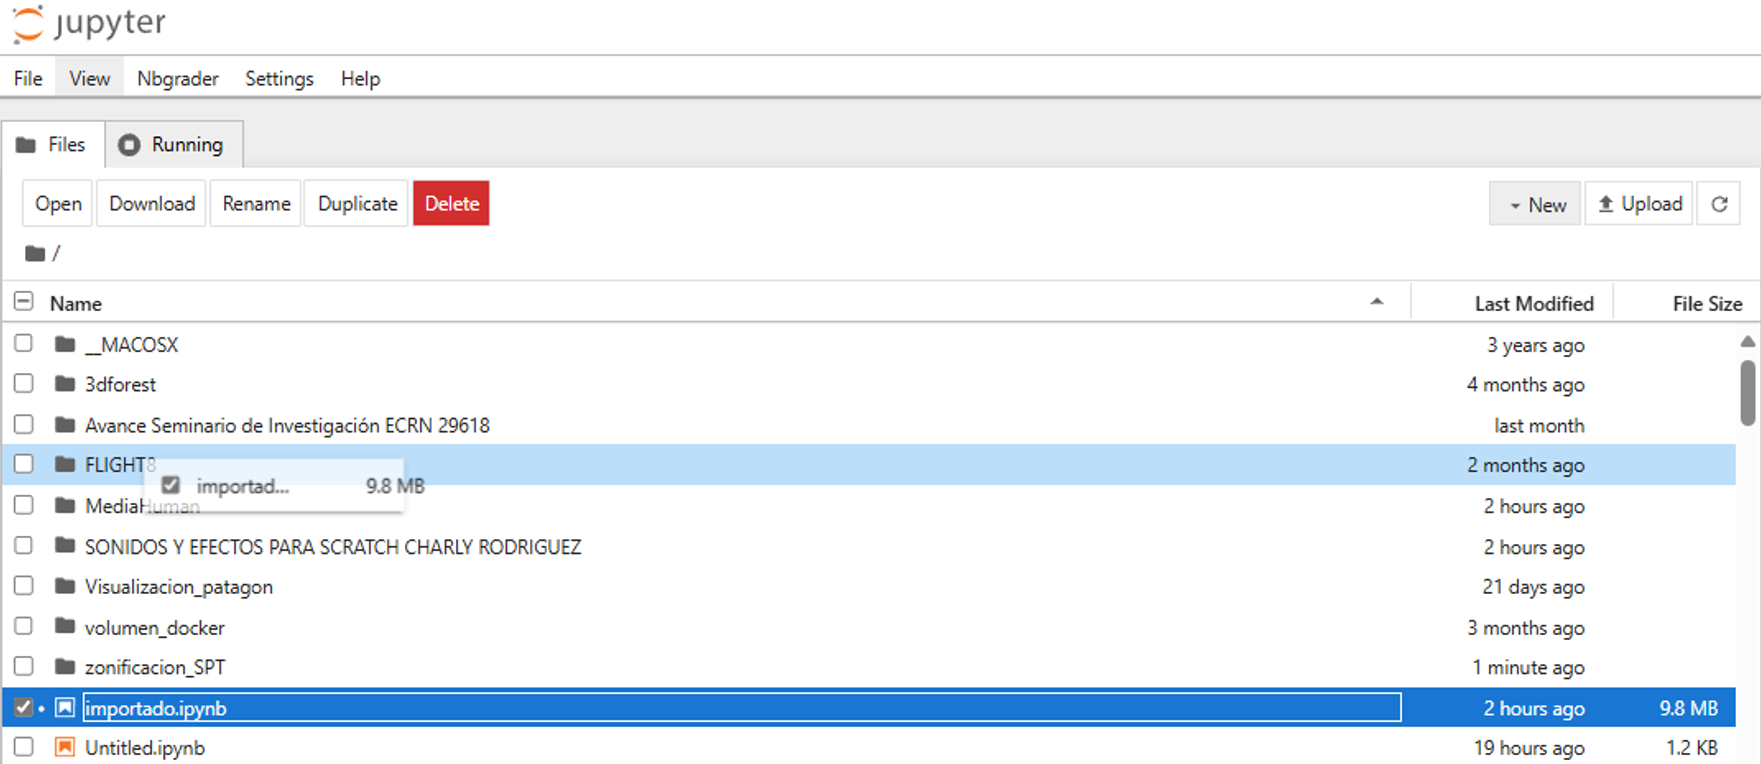 jupyter
File View Nbgrader Settings Help
Files Running
Open Download Rename Duplicate Delete New Upload
/
Name Last Modified File Size
__MACOSX 3 years ago
3dforest 4 months ago
Avance Seminario de Investigación ECRN 29618 last month
FLIGHT8 2 months ago
importad... 9.8 MB
MediaHuman 2 hours ago
SONIDOS Y EFECTOS PARA SCRATCH CHARLY RODRIGUEZ 2 hours ago
Visualizacion_patagon 21 days ago
volumen_docker 3 months ago
zonificacion_SPT 1 minute ago
importado.ipynb 2 hours ago 9.8 MB
Untitled.ipynb 19 hours ago 1.2 KB